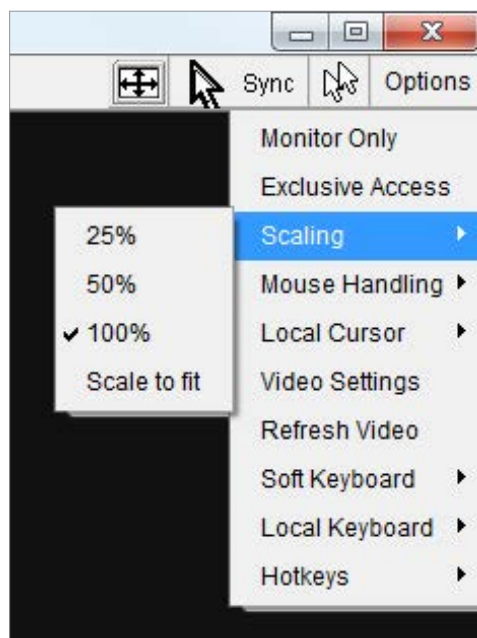 Sync
Options
Monitor Only
Exclusive Access
Scaling
25%
50%
100%
Scale to fit
Mouse Handling
Local Cursor
Video Settings
Refresh Video
Soft Keyboard
Local Keyboard
Hotkeys